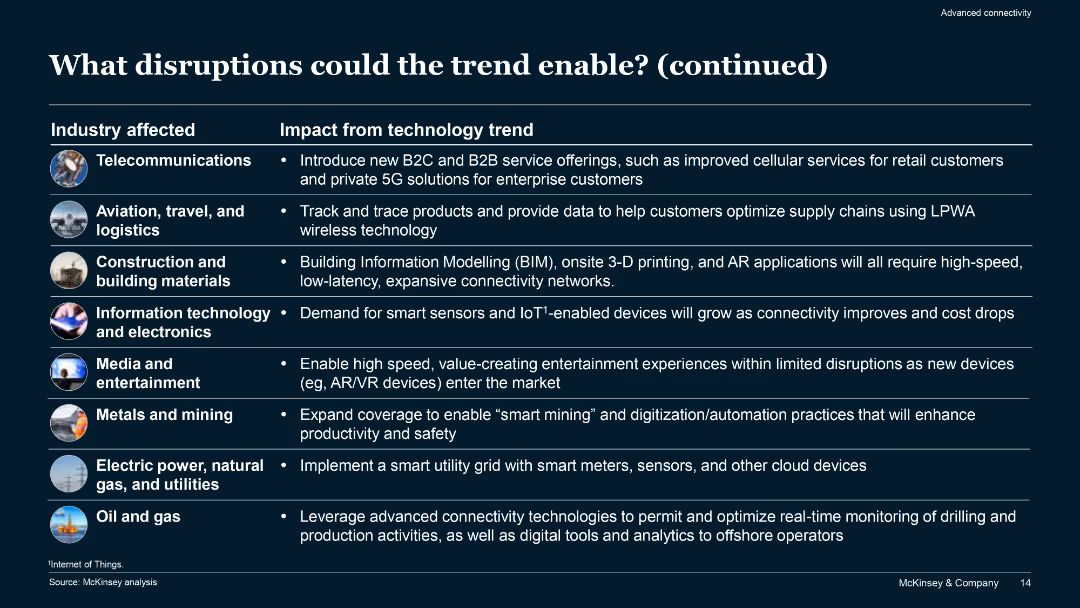 Advanced connectivity
What disruptions could the trend enable? (continued)
Industry affected
Impact from technology trend
Telecommunications
• Introduce new B2C and B2B service offerings, such as improved cellular services for retail customers
and private 5G solutions for enterprise customers
Aviation, travel, and
logistics
• Track and trace products and provide data to help customers optimize supply chains using LPWA
wireless technology
Construction and
building materials
• Building Information Modelling (BIM), onsite 3-D printing, and AR applications will all require high-speed,
low-latency, expansive connectivity networks.
Information technology
and electronics
• Demand for smart sensors and IoT¹-enabled devices will grow as connectivity improves and cost drops
Media and
entertainment
• Enable high speed, value-creating entertainment experiences within limited disruptions as new devices
(eg, AR/VR devices) enter the market
Metals and mining
• Expand coverage to enable “smart mining” and digitization/automation practices that will enhance
productivity and safety
Electric power, natural
gas, and utilities
• Implement a smart utility grid with smart meters, sensors, and other cloud devices
Oil and gas
• Leverage advanced connectivity technologies to permit and optimize real-time monitoring of drilling and
production activities, as well as digital tools and analytics to offshore operators
¹Internet of Things.
Source: McKinsey analysis
McKinsey & Company 14